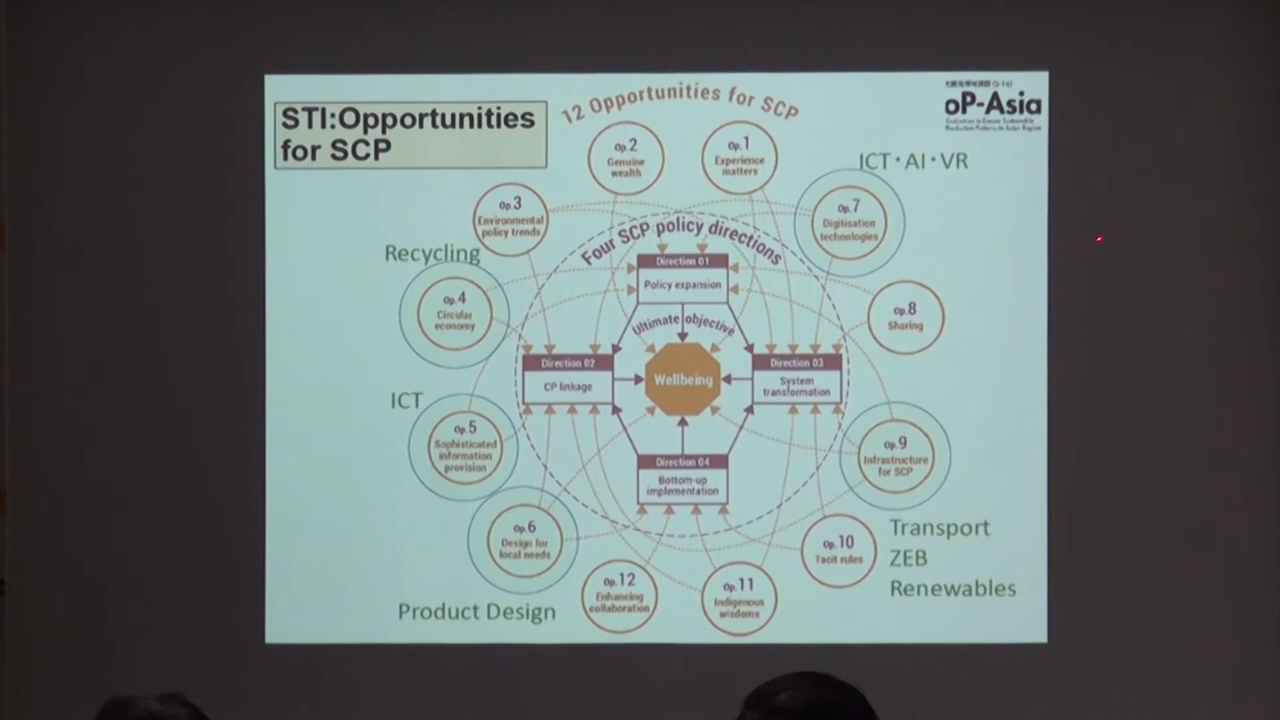 STI:Opportunities
for SCP
12 Opportunities for SCP
oP-Asia
Op.2
Genuine
wealth
Op.1
Experience
matters
ICT・AI・VR
Op.3
Environmental
policy trends
Op.7
Digitisation
technologies
Four SCP policy directions
Recycling
Op.4
Circular
economy
Direction 01
Policy expansion
Op.8
Sharing
Ultimate objective
Direction 02
CP linkage
Wellbeing
Direction 03
System
transformation
ICT
Op.5
Sophisticated
information
provision
Op.9
Infrastructure
for SCP
Direction 04
Bottom-up
implementation
Op.6
Design for
local needs
Op.10
Tacit rules
Transport
ZEB
Renewables
Op.12
Enhancing
collaboration
Op.11
Indigenous
wisdoms
Product Design